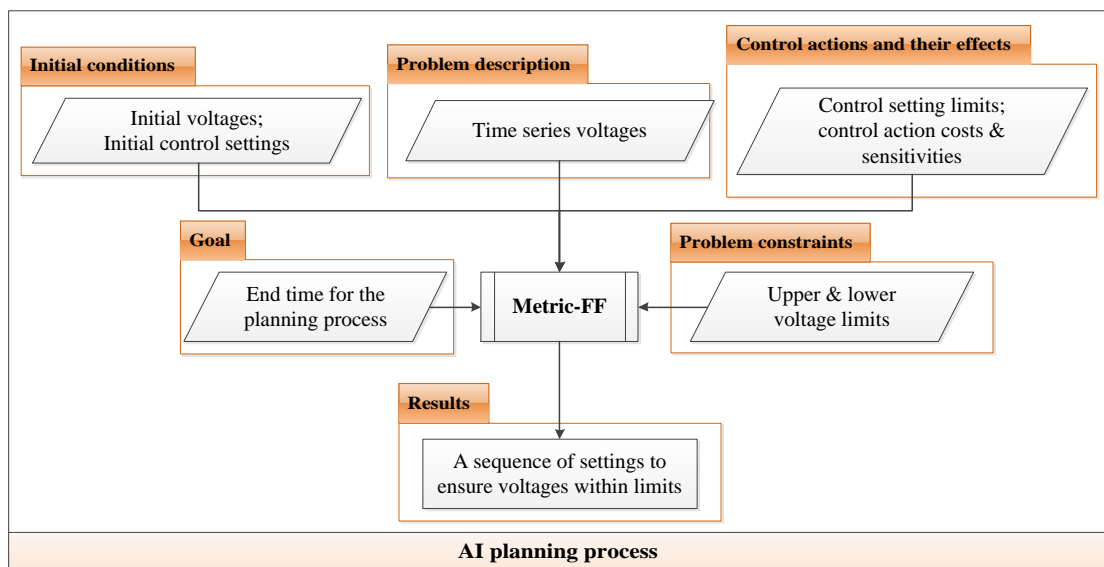 Initial conditions
Initial voltages;
Initial control settings
Problem description
Time series voltages
Control actions and their effects
Control setting limits;
control action costs &
sensitivities
Goal
End time for the
planning process
Metric-FF
Problem constraints
Upper & lower
voltage limits
Results
A sequence of settings to
ensure voltages within limits
AI planning process